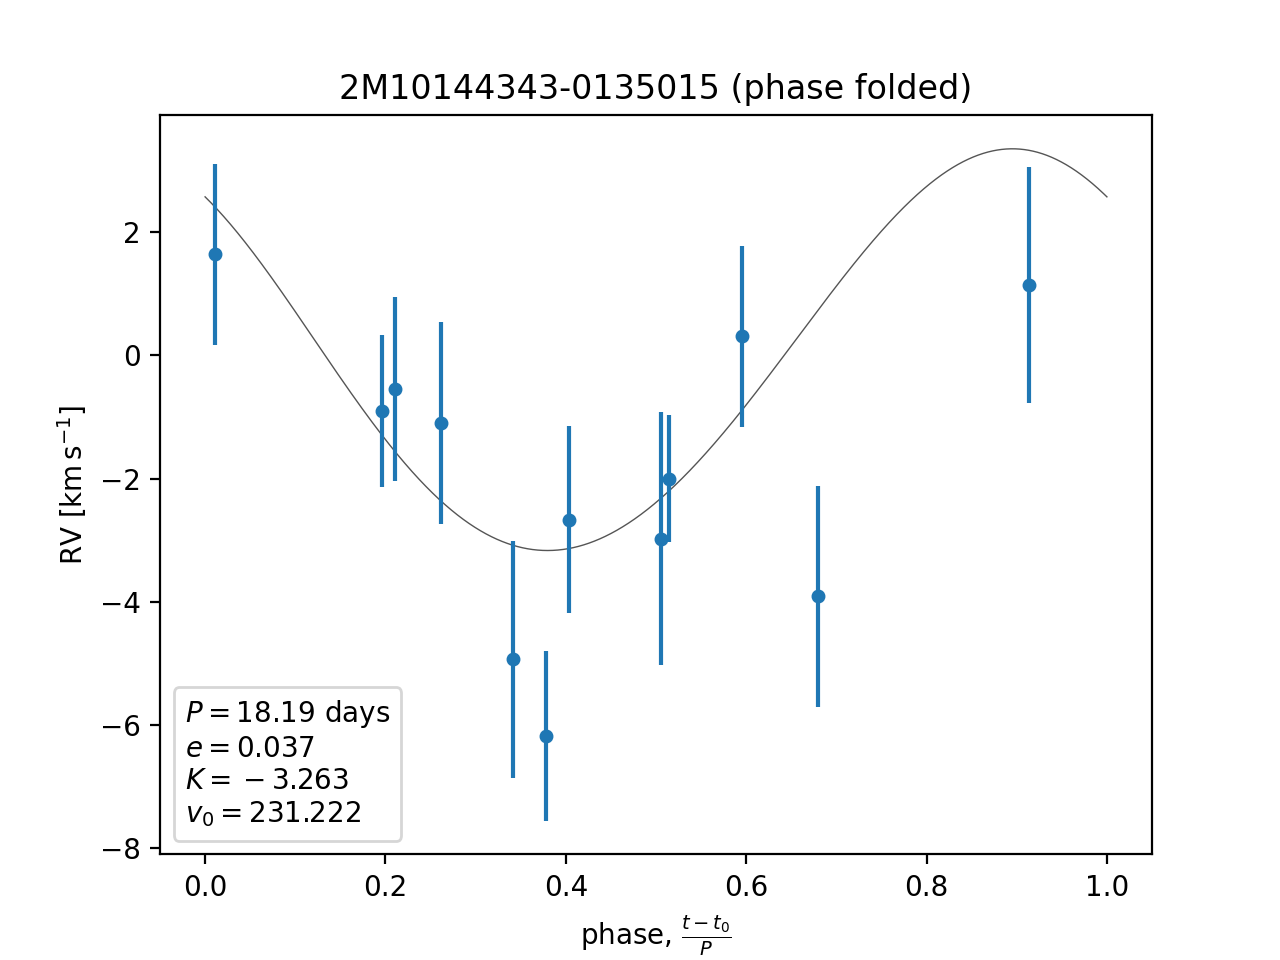 2M10144343-0135015 (phase folded)
RV [km s⁻¹]
2
0
−2
−4
−6
−8
P = 18.19 days
e = 0.037
K = − 3.263
v₀ = 231.222
0.0 0.2 0.4 0.6 0.8 1.0
phase, (t − t₀)/P